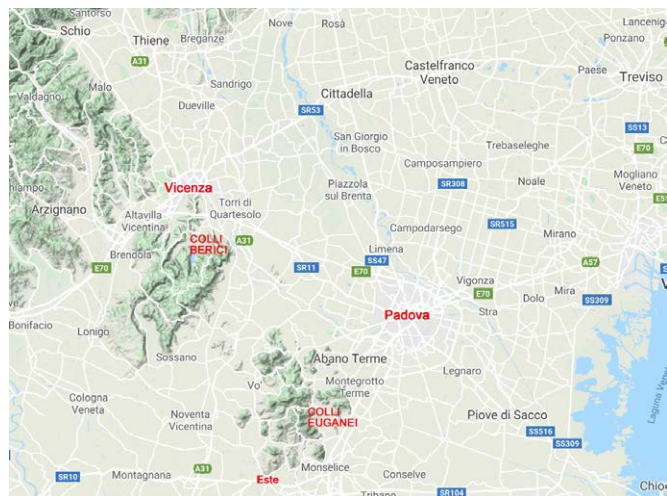 Santorso
Schio
Thiene
Breganze
Nove
Rosà
Lancenig
Ponzano
A31
Malo
Sandrigo
Castelfranco
Veneto
Paese
Treviso
Valdagno
Dueville
Cittadella
SR53
SS13
San Giorgio
in Bosco
Trebaseleghe
E70
Camposampiero
Mogliano
Veneto
Vicenza
Piazzola
sul Brenta
SR308
Noale
Arzignano
Torri di
Quartesolo
Altavilla
Vicentina
Campodarsego
SR515
Mirano
COLLI
BERICI
A31
Limena
Brendola
E70
SR11
E70
SS47
A57
Vigonza
E70
Dolo
Mira
SS309
Padova
Stra
Bonifacio
Lonigo
Sossano
Abano Terme
Legnaro
Vo'
Montegrotto
Terme
Cologna
Veneta
Noventa
Vicentina
COLLI
EUGANEI
Piove di Sacco
SS516
SS309
SR10
Montagnana
A31
Este
Monselice
Conselve
Tribano
SR104
Chio